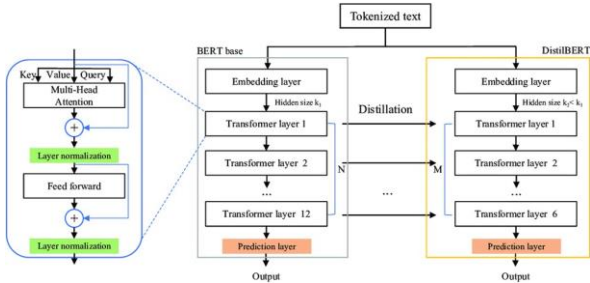 Tokenized text
BERT base
DistilBERT
Key Value Query
Multi-Head
Attention
+
Layer normalization
Feed forward
+
Layer normalization
Embedding layer
Hidden size k₁
Transformer layer 1
Transformer layer 2
...
Transformer layer 12
Prediction layer
Output
N
Distillation
...
M
Embedding layer
Hidden size k₂< k₁
Transformer layer 1
Transformer layer 2
...
Transformer layer 6
Prediction layer
Output